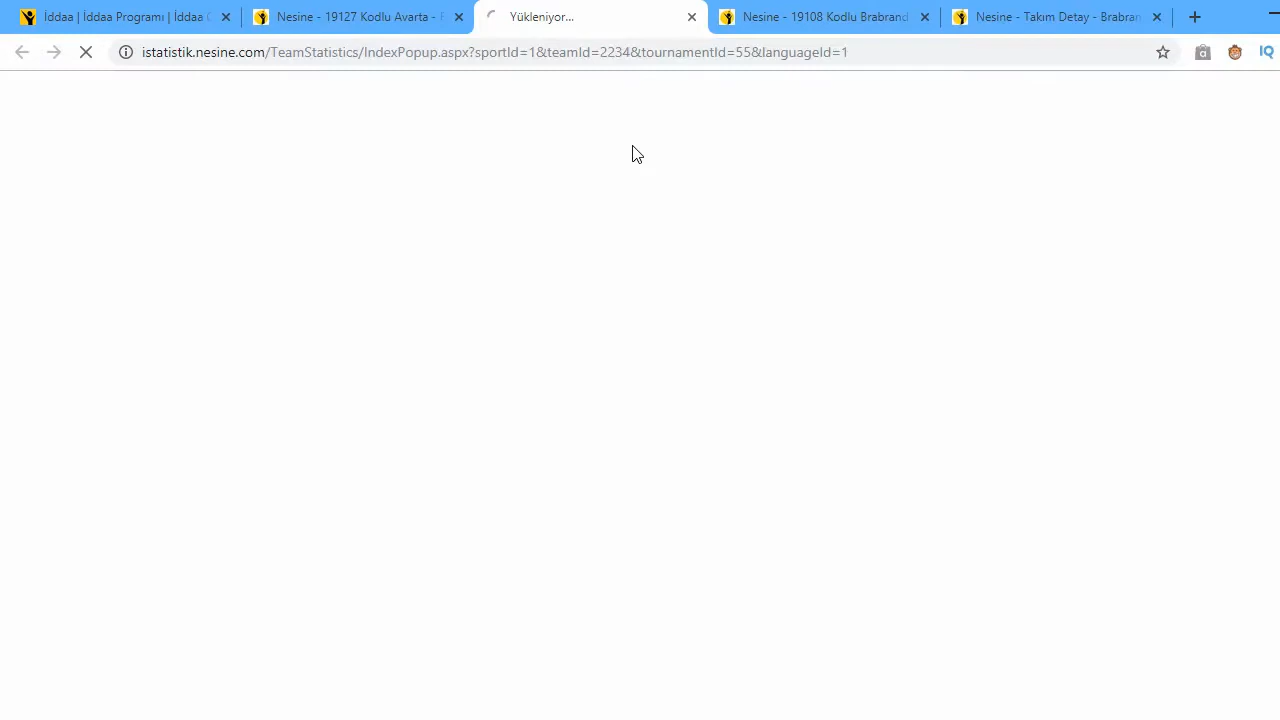 İddaa | İddaa Programı | İddaa
Nesine - 19127 Kodlu Avarta -
Yükleniyor...
Nesine - 19108 Kodlu Brabrand
Nesine - Takım Detay - Brabran
istatistik.nesine.com/TeamStatistics/IndexPopup.aspx?sportId=1&teamId=2234&tournamentId=55&languageId=1
IQ